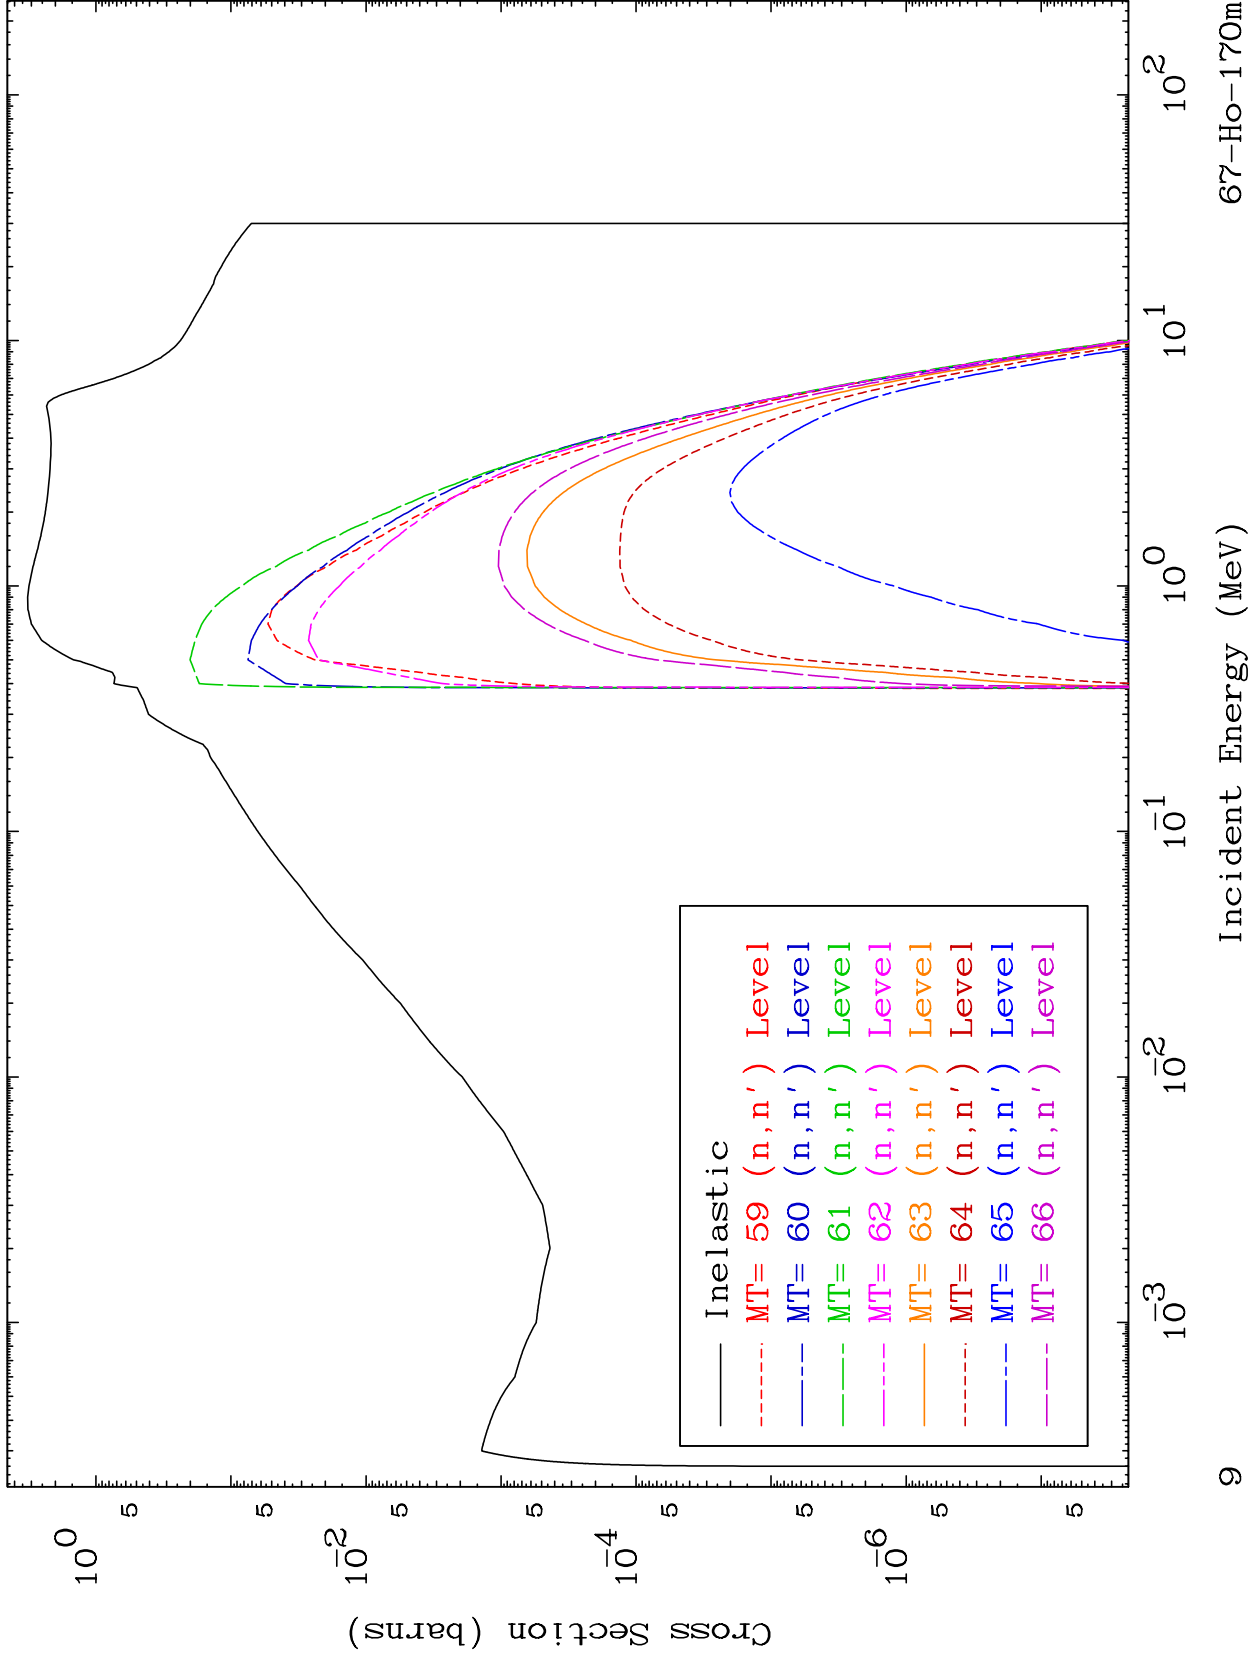 Cross Section (barns)
10^0
5
5
10^-2
5
5
10^-4
5
5
10^-6
5
5
Inelastic
MT= 59 (n,n') Level
MT= 60 (n,n') Level
MT= 61 (n,n') Level
MT= 62 (n,n') Level
MT= 63 (n,n') Level
MT= 64 (n,n') Level
MT= 65 (n,n') Level
MT= 66 (n,n') Level
10^-3
10^-2
10^-1
10^0
10^1
10^2
9
Incident Energy (MeV)
67-Ho-170m